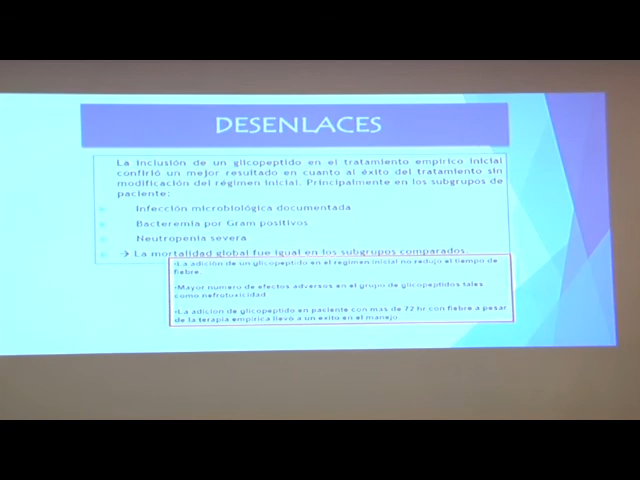 DESENLACES
La inclusión de un glicopeptido en el tratamiento empírico inicial
confirió un mejor resultado en cuanto al éxito del tratamiento sin
modificación del régimen inicial. Principalmente en los subgrupos de
paciente:
Infección microbiológica documentada
Bacteremia por Gram positivos
Neutropenia severa
→ La mortalidad global fue igual en los subgrupos comparados.
-La adición de un glicopeptido en el regimen inicial no redujo el tiempo de
fiebre.
-Mayor numero de efectos adversos en el grupo de glicopeptidos tales
como nefrotoxicidad
-La adicion de glicopeptido en paciente con mas de 72 hr con fiebre a pesar
de la terapia empirica llevó a un exito en el manejo.